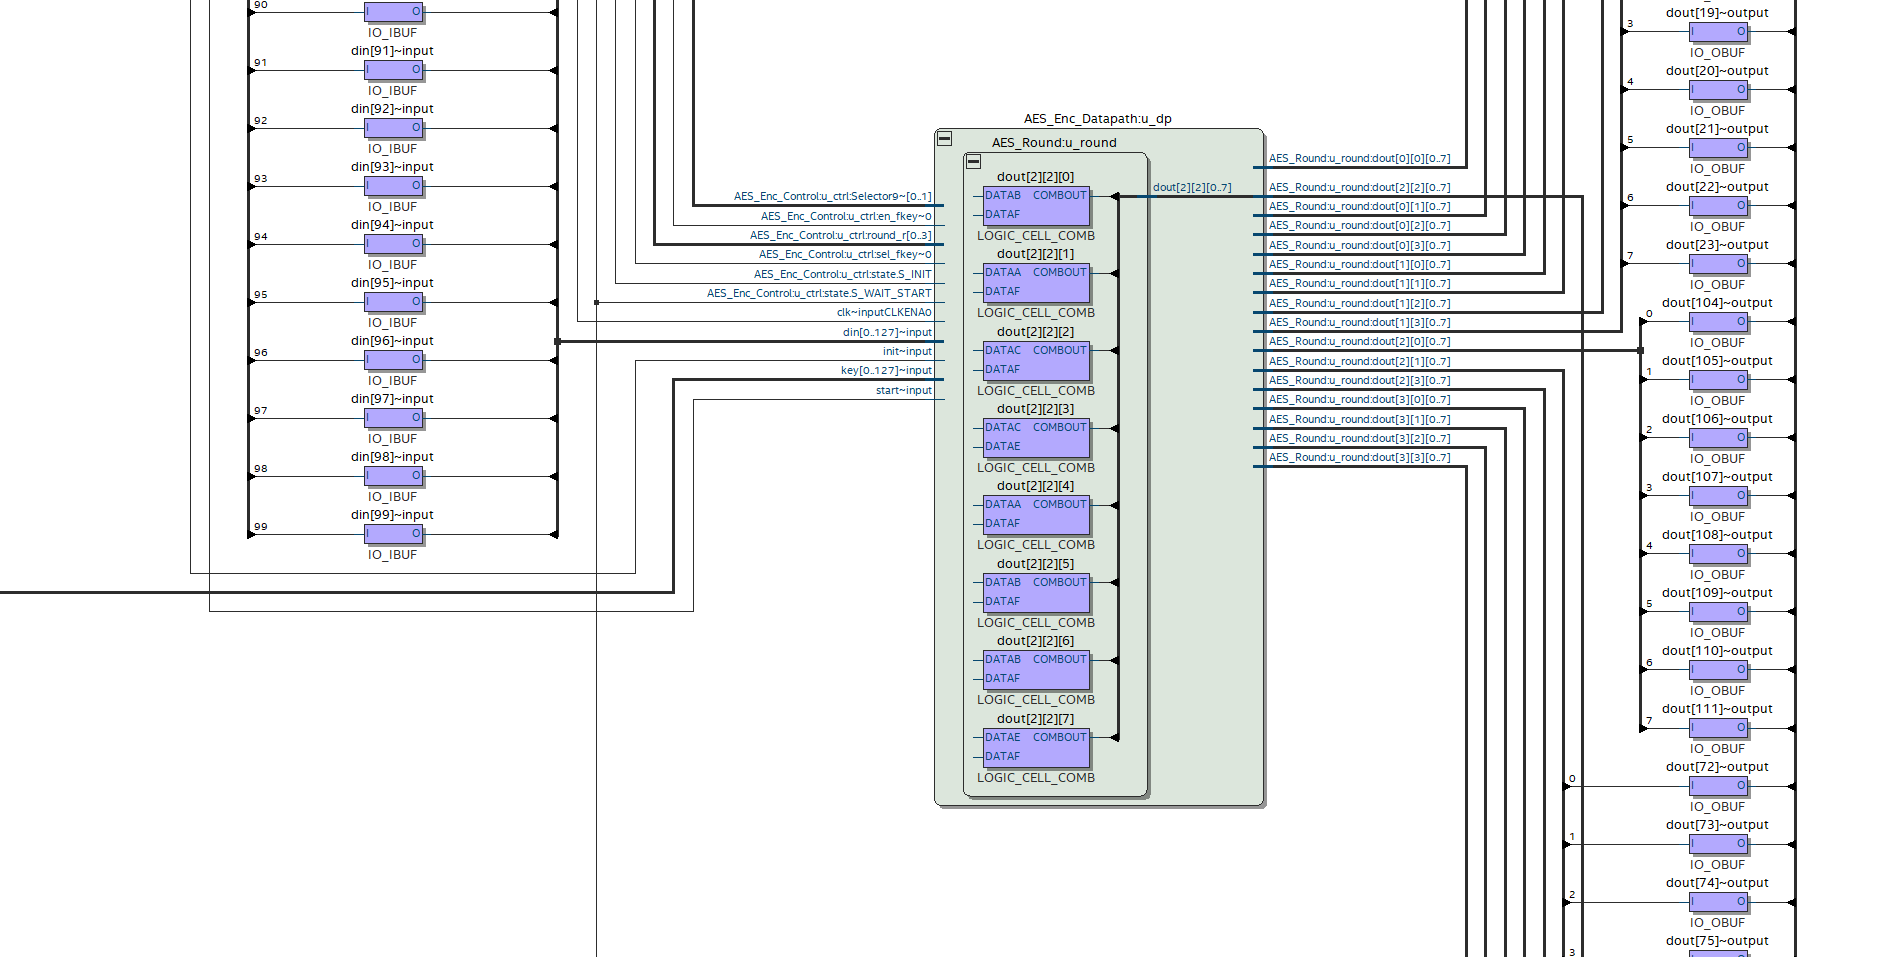 90
I O
IO_IBUF
din[91]~input
91
I O
IO_IBUF
din[92]~input
92
I O
IO_IBUF
din[93]~input
93
I O
IO_IBUF
din[94]~input
94
I O
IO_IBUF
din[95]~input
95
I O
IO_IBUF
din[96]~input
96
I O
IO_IBUF
din[97]~input
97
I O
IO_IBUF
din[98]~input
98
I O
IO_IBUF
din[99]~input
99
I O
IO_IBUF
AES_Enc_Control:u_ctrl:Selector9~[0..1]
AES_Enc_Control:u_ctrl:en_fkey~0
AES_Enc_Control:u_ctrl:round_r[0..3]
AES_Enc_Control:u_ctrl:sel_fkey~0
AES_Enc_Control:u_ctrl:state.S_INIT
AES_Enc_Control:u_ctrl:state.S_WAIT_START
clk~inputCLKENA0
din[0..127]~input
init~input
key[0..127]~input
start~input
AES_Enc_Datapath:u_dp
AES_Round:u_round
dout[2][2][0]
DATAB COMBOUT
DATAF
LOGIC_CELL_COMB
dout[2][2][1]
DATAA COMBOUT
DATAF
LOGIC_CELL_COMB
dout[2][2][2]
DATAC COMBOUT
DATAF
LOGIC_CELL_COMB
dout[2][2][3]
DATAC COMBOUT
DATAE
LOGIC_CELL_COMB
dout[2][2][4]
DATAA COMBOUT
DATAF
LOGIC_CELL_COMB
dout[2][2][5]
DATAB COMBOUT
DATAF
LOGIC_CELL_COMB
dout[2][2][6]
DATAB COMBOUT
DATAF
LOGIC_CELL_COMB
dout[2][2][7]
DATAE COMBOUT
DATAF
LOGIC_CELL_COMB
dout[2][2][0..7]
AES_Round:u_round:dout[0][0][0..7]
AES_Round:u_round:dout[2][2][0..7]
AES_Round:u_round:dout[0][1][0..7]
AES_Round:u_round:dout[0][2][0..7]
AES_Round:u_round:dout[0][3][0..7]
AES_Round:u_round:dout[1][0][0..7]
AES_Round:u_round:dout[1][1][0..7]
AES_Round:u_round:dout[1][2][0..7]
AES_Round:u_round:dout[1][3][0..7]
AES_Round:u_round:dout[2][0][0..7]
AES_Round:u_round:dout[2][1][0..7]
AES_Round:u_round:dout[2][3][0..7]
AES_Round:u_round:dout[3][0][0..7]
AES_Round:u_round:dout[3][1][0..7]
AES_Round:u_round:dout[3][2][0..7]
AES_Round:u_round:dout[3][3][0..7]
dout[19]~output
3
I O
IO_OBUF
dout[20]~output
4
I O
IO_OBUF
dout[21]~output
5
I O
IO_OBUF
dout[22]~output
6
I O
IO_OBUF
dout[23]~output
7
I O
IO_OBUF
dout[104]~output
0
I O
IO_OBUF
dout[105]~output
1
I O
IO_OBUF
dout[106]~output
2
I O
IO_OBUF
dout[107]~output
3
I O
IO_OBUF
dout[108]~output
4
I O
IO_OBUF
dout[109]~output
5
I O
IO_OBUF
dout[110]~output
6
I O
IO_OBUF
dout[111]~output
7
I O
IO_OBUF
dout[72]~output
0
I O
IO_OBUF
dout[73]~output
1
I O
IO_OBUF
dout[74]~output
2
I O
IO_OBUF
dout[75]~output
3